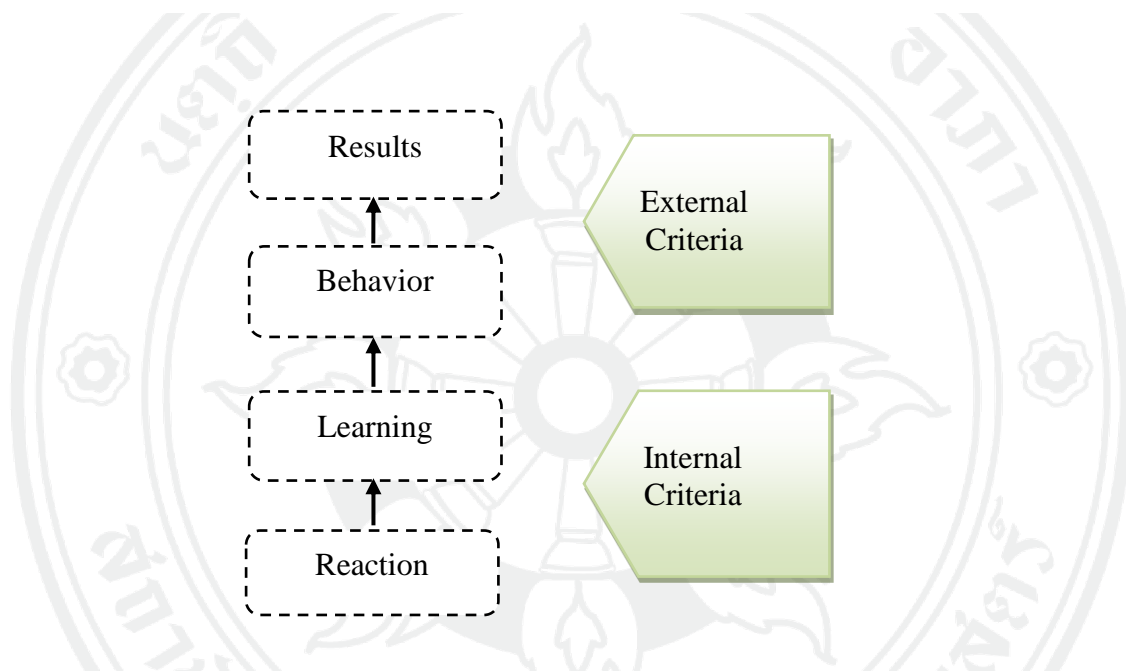 Results
External
Criteria
Behavior
Learning
Internal
Criteria
Reaction